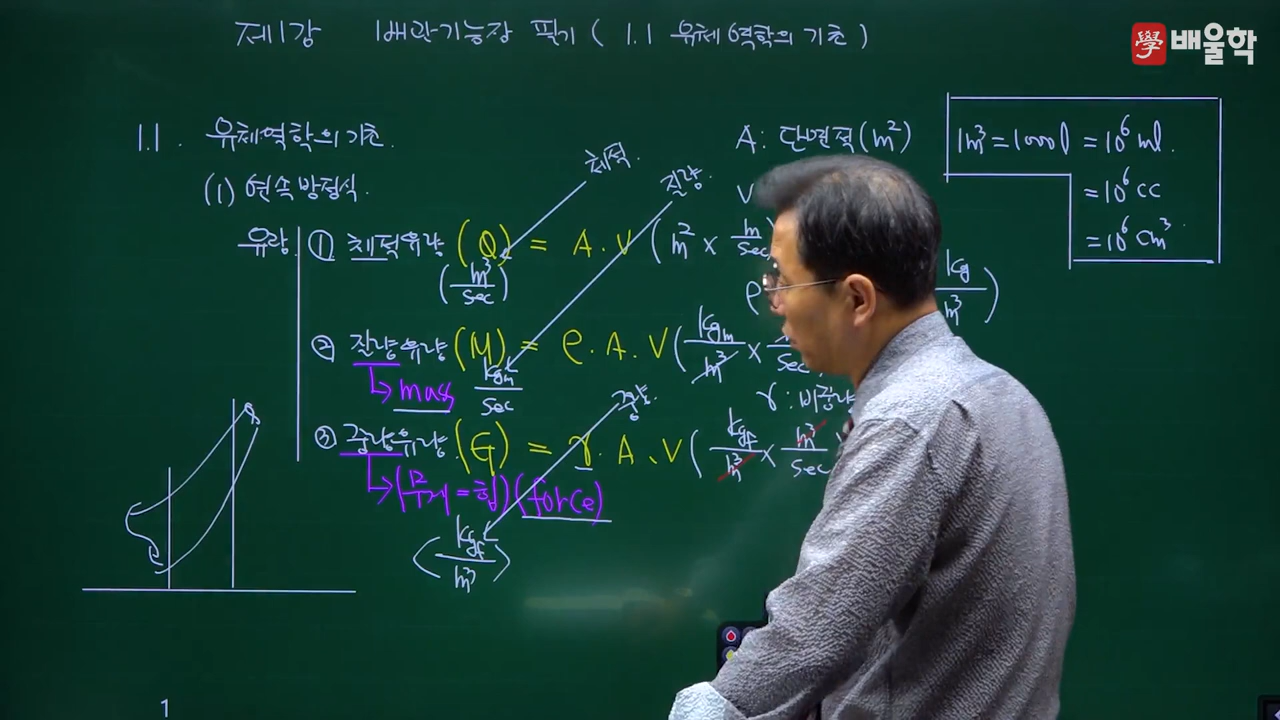 제1강 배관기능장 필기 ( 1.1 유체역학의 기초 )
學 배울학
1.1. 유체역학의 기초.
(1) 연속방정식.
체적.
질량.
A: 단면적(m²)
1m³ = 1000l = 10⁶ ml.
= 10⁶ cc
= 10⁶ cm³
V
유량.
① 체적유량 (Q) = A.V (m² × m/sec)
(m³/sec)
ρ kg/m³)
② 질량유량 (M) = ρ.A.V (kgm/m³ × sec
→ mass kgm/sec
γ : 비중량
중량.
③ 중량유량.(G) = γ.A.V (kgf/m³ × m³/sec
→ (무게=힘) (force)
(kgf/m³)
1